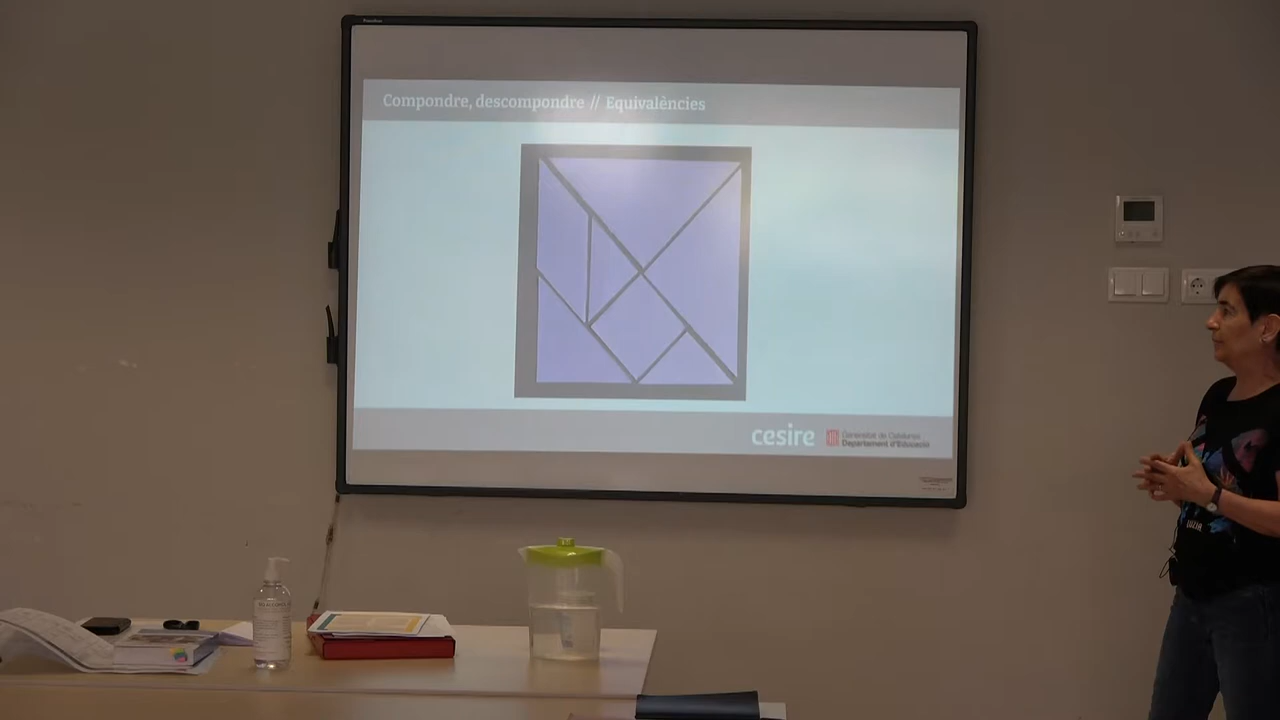 Compondre, descompondre // Equivalències
cesire
Generalitat de Catalunya
Departament d'Educació